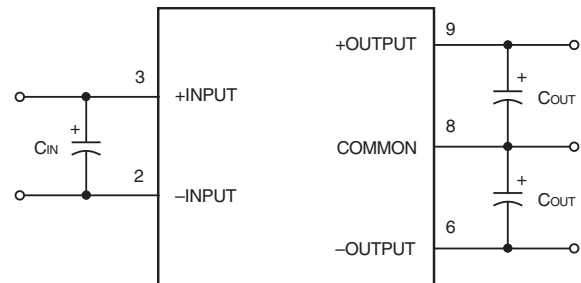 +OUTPUT 9
+
COUT
3 +INPUT
+
CIN
COMMON 8
2 –INPUT
+
COUT
–OUTPUT 6